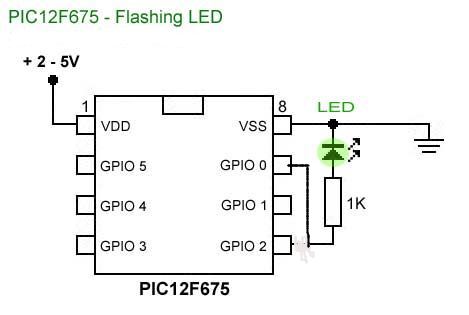 PIC12F675 - Flashing LED
+ 2 - 5V
1
8
LED
VDD
VSS
GPIO 5
GPIO 0
GPIO 4
GPIO 1
1K
GPIO 3
GPIO 2
PIC12F675